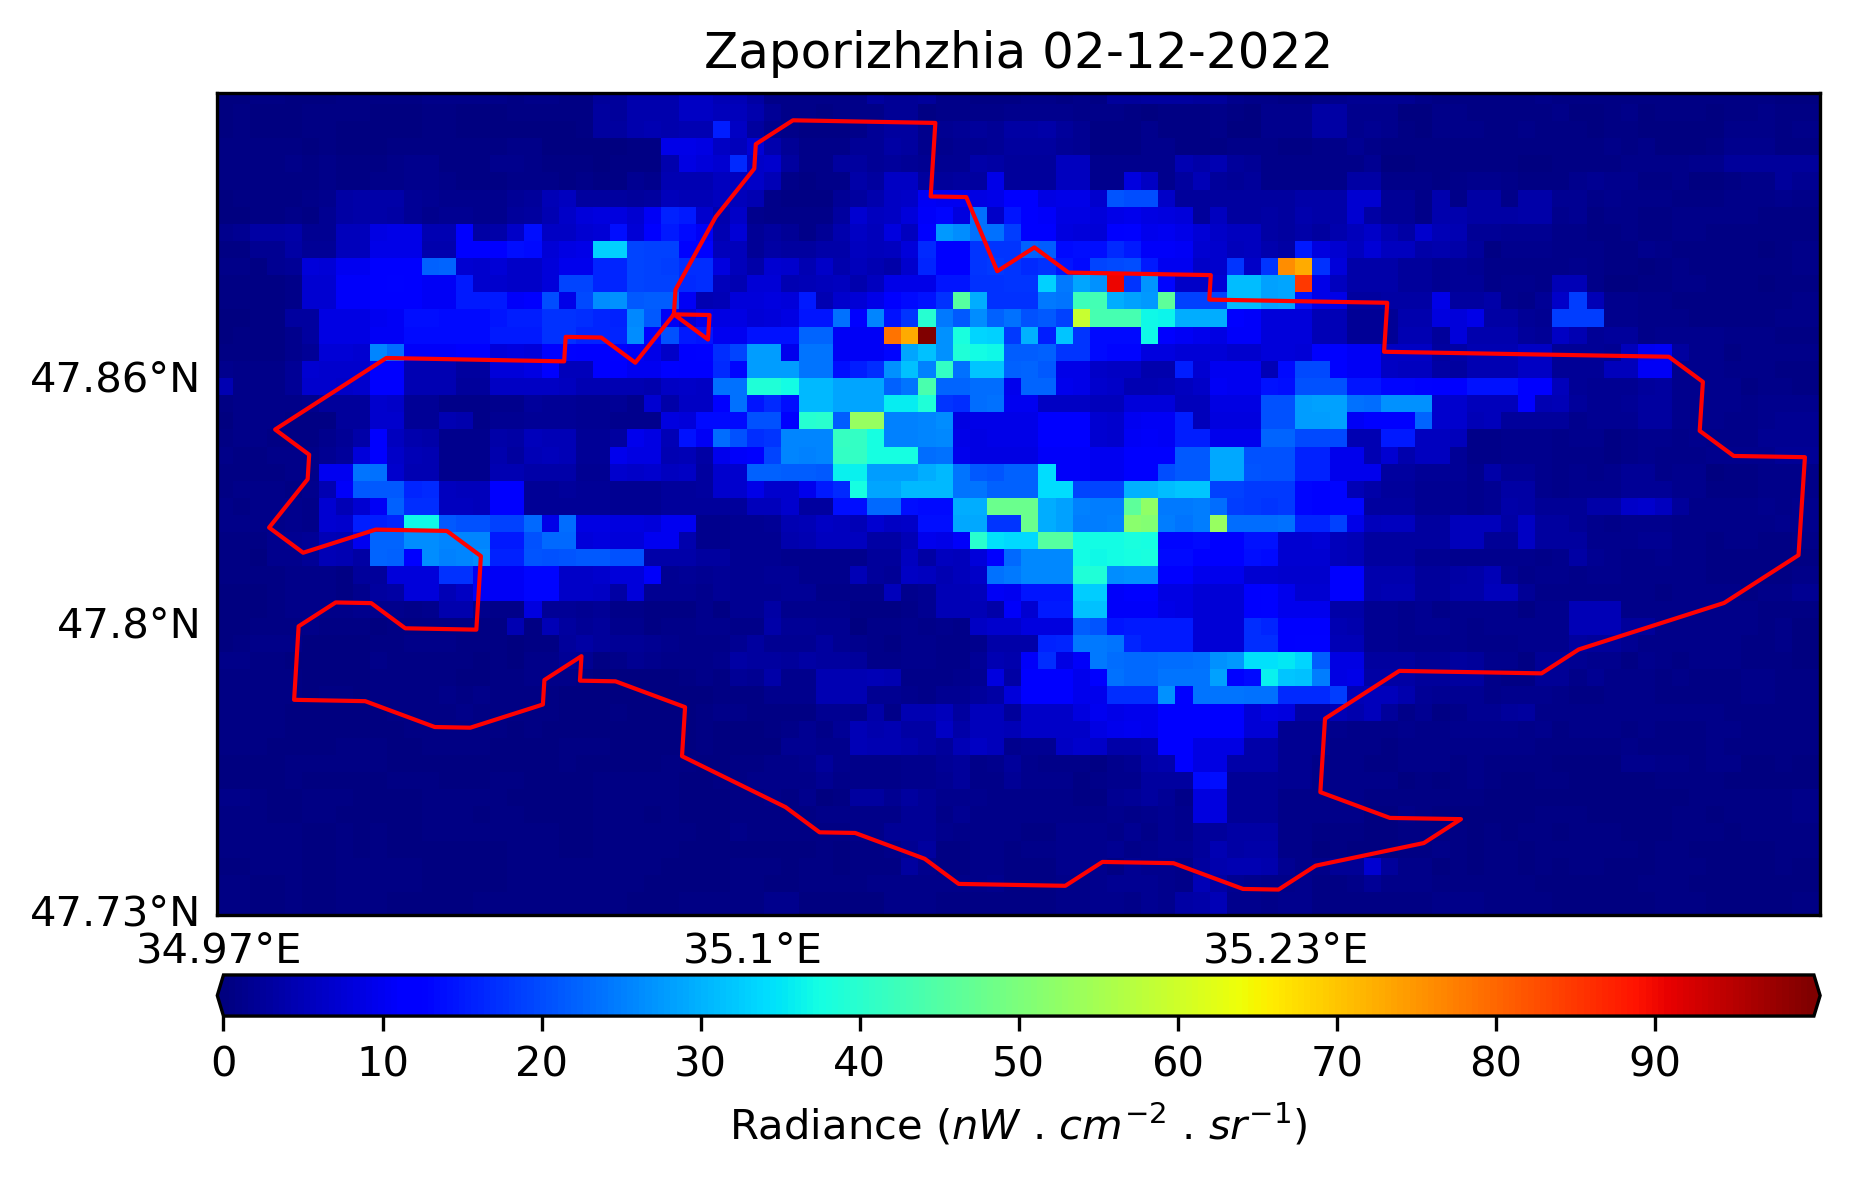 Zaporizhzhia 02-12-2022
47.86°N
47.8°N
47.73°N
34.97°E 35.1°E 35.23°E
0 10 20 30 40 50 60 70 80 90
Radiance (nW . cm⁻² . sr⁻¹)